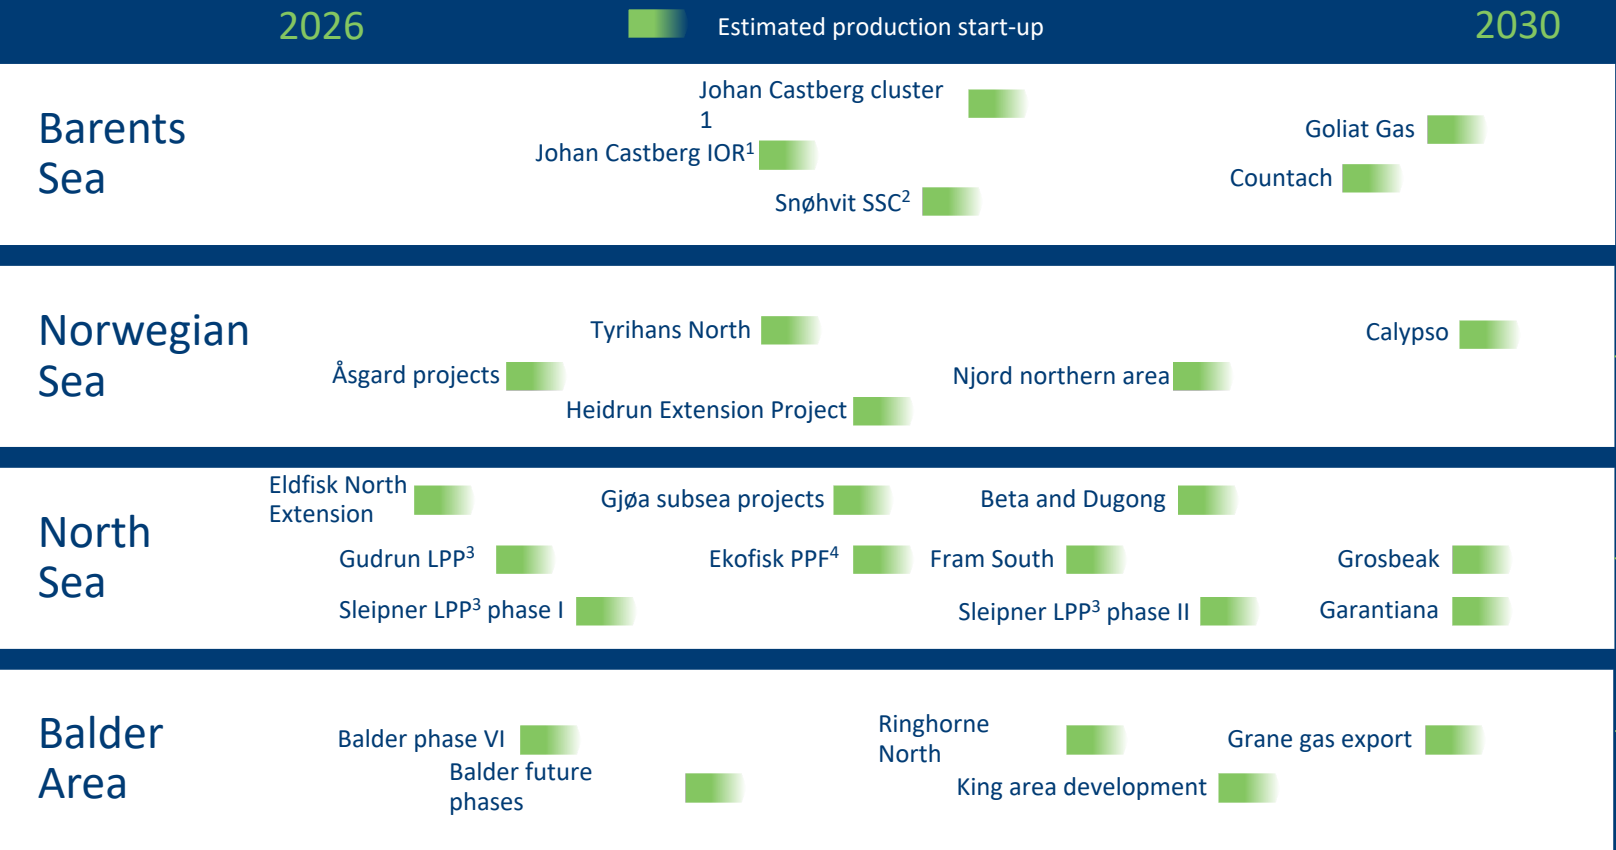 2026
Estimated production start-up
2030
Barents
Sea
Johan Castberg cluster
1
Johan Castberg IOR¹
Snøhvit SSC²
Goliat Gas
Countach
Norwegian
Sea
Tyrihans North
Åsgard projects
Heidrun Extension Project
Njord northern area
Calypso
North
Sea
Eldfisk North
Extension
Gjøa subsea projects
Beta and Dugong
Gudrun LPP³
Ekofisk PPF⁴
Fram South
Grosbeak
Sleipner LPP³ phase I
Sleipner LPP³ phase II
Garantiana
Balder
Area
Balder phase VI
Balder future
phases
Ringhorne
North
King area development
Grane gas export